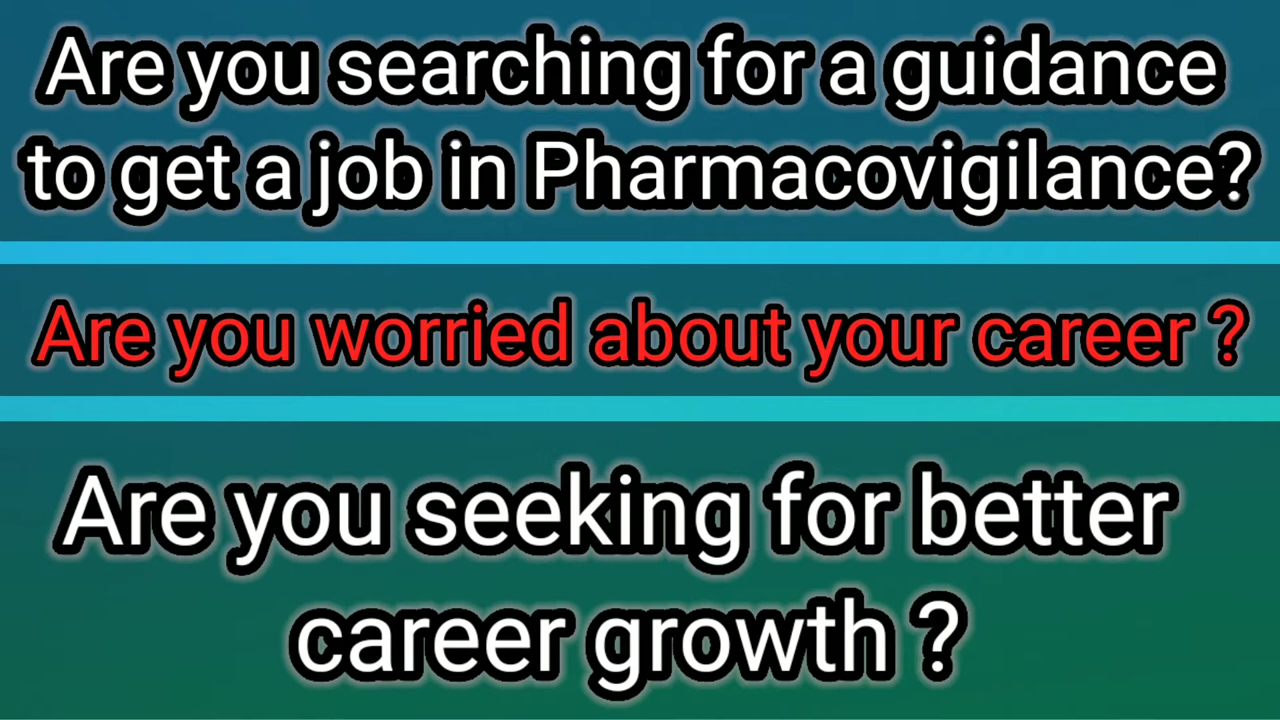 Are you searching for a guidance
to get a job in Pharmacovigilance?
Are you worried about your career ?
Are you seeking for better
career growth ?